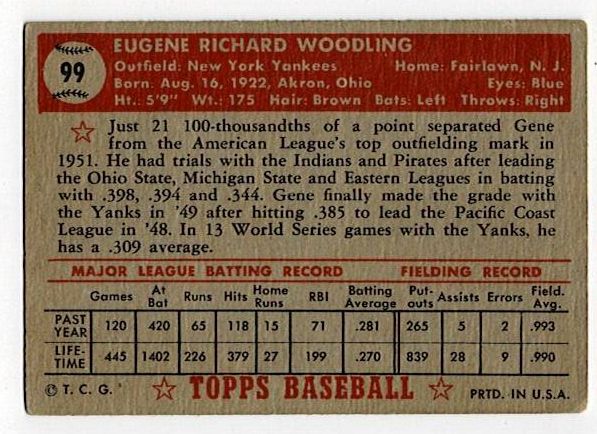 99
EUGENE RICHARD WOODLING
Outfield: New York Yankees Home: Fairlawn, N. J.
Born: Aug. 16, 1922, Akron, Ohio Eyes: Blue
Ht.: 5'9" Wt.: 175 Hair: Brown Bats: Left Throws: Right
Just 21 100-thousandths of a point separated Gene
from the American League's top outfielding mark in
1951. He had trials with the Indians and Pirates after leading
the Ohio State, Michigan State and Eastern Leagues in batting
with .398, .394 and .344. Gene finally made the grade with
the Yanks in '49 after hitting .385 to lead the Pacific Coast
League in '48. In 13 World Series games with the Yanks, he
has a .309 average.
MAJOR LEAGUE BATTING RECORD FIELDING RECORD
Games At Bat Runs Hits Home Runs RBI Batting Average Put-outs Assists Errors Field. Avg.
PAST YEAR 120 420 65 118 15 71 .281 265 5 2 .993
LIFE-TIME 445 1402 226 379 27 199 .270 839 28 9 .990
© T. C. G. TOPPS BASEBALL PRTD. IN U.S.A.